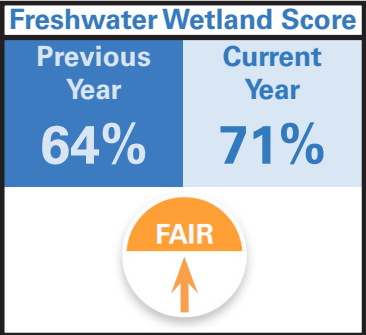 Freshwater Wetland Score
Previous
Year
64%
Current
Year
71%
FAIR